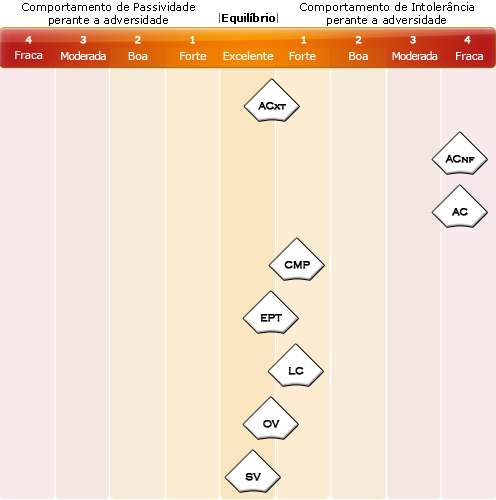 Comportamento de Passividade
perante a adversidade
|Equilíbrio|
Comportamento de Intolerância
perante a adversidade
4 3 2 1 1 2 3 4
Fraca Moderada Boa Forte Excelente Forte Boa Moderada Fraca
ACXT
ACNF
AC
CMP
EPT
LC
OV
SV